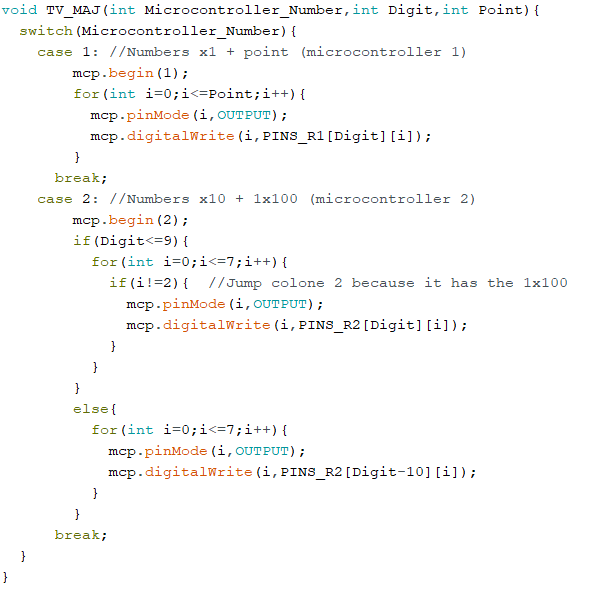 void TV_MAJ(int Microcontroller_Number,int Digit,int Point){
  switch(Microcontroller_Number){
    case 1: //Numbers x1 + point (microcontroller 1)
        mcp.begin(1);
        for(int i=0;i<=Point;i++){
          mcp.pinMode(i,OUTPUT);
          mcp.digitalWrite(i,PINS_R1[Digit][i]);
        }
      break;
    case 2: //Numbers x10 + 1x100 (microcontroller 2)
        mcp.begin(2);
        if(Digit<=9){
          for(int i=0;i<=7;i++){
            if(i!=2){  //Jump colone 2 because it has the 1x100
              mcp.pinMode(i,OUTPUT);
              mcp.digitalWrite(i,PINS_R2[Digit][i]);
            }
          }
        }
        else{
          for(int i=0;i<=7;i++){
            mcp.pinMode(i,OUTPUT);
            mcp.digitalWrite(i,PINS_R2[Digit-10][i]);
          }
        }
      break;
  }
}